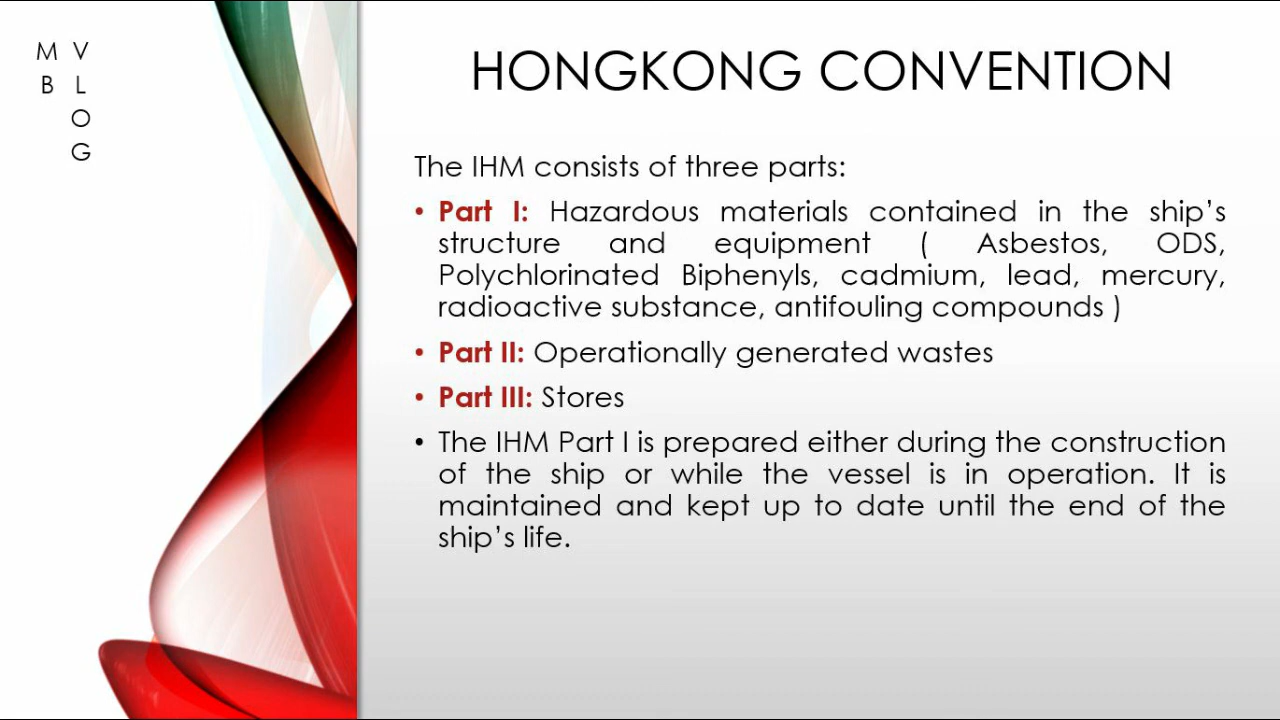 M V
B L
O
G
HONGKONG CONVENTION
The IHM consists of three parts:
• Part I: Hazardous materials contained in the ship’s
structure and equipment ( Asbestos, ODS,
Polychlorinated Biphenyls, cadmium, lead, mercury,
radioactive substance, antifouling compounds )
• Part II: Operationally generated wastes
• Part III: Stores
• The IHM Part I is prepared either during the construction
of the ship or while the vessel is in operation. It is
maintained and kept up to date until the end of the
ship’s life.